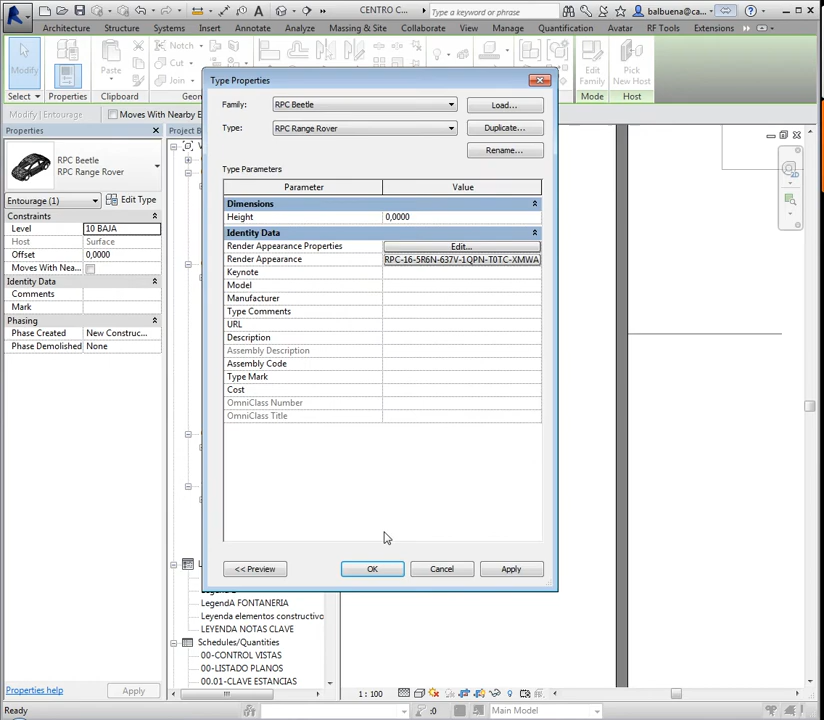 CENTRO C...
Type a keyword or phrase
balbuena@ca...
Architecture Structure Systems Insert Annotate Analyze Massing & Site Collaborate View Manage Quantification Avatar RF Tools Extensions
Modify
Paste
Notch
Cut
Join
Edit Family
Pick New Host
Select Properties Clipboard Mode Host
Modify | Entourage
Moves With Nearby E
Properties
Project B
RPC Beetle
RPC Range Rover
Entourage (1)
Edit Type
Constraints
Level 10 BAJA
Host Surface
Offset 0,0000
Moves With Nea...
Identity Data
Comments
Mark
Phasing
Phase Created New Construc...
Phase Demolished None
Properties help
Apply
Type Properties
Family: RPC Beetle Load...
Type: RPC Range Rover Duplicate...
Rename...
Type Parameters
Parameter Value
Dimensions
Height 0,0000
Identity Data
Render Appearance Properties Edit...
Render Appearance RPC-16-5R6N-637V-1QPN-T0TC-XMWA
Keynote
Model
Manufacturer
Type Comments
URL
Description
Assembly Description
Assembly Code
Type Mark
Cost
OmniClass Number
OmniClass Title
<< Preview OK Cancel Apply
LegendA FONTANERIA
Leyenda elementos constructivo
LEYENDA NOTAS CLAVE
Schedules/Quantities
00-CONTROL VISTAS
00-LISTADO PLANOS
00.01-CLAVE ESTANCIAS
2D
1 : 100
Ready
:0
Main Model